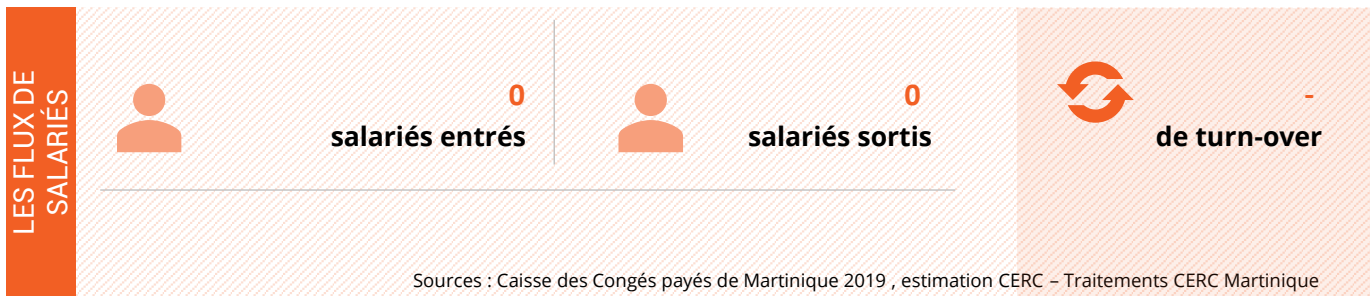 LES FLUX DE
SALARIÉS
0
salariés entrés
0
salariés sortis
-
de turn-over
Sources : Caisse des Congés payés de Martinique 2019 , estimation CERC – Traitements CERC Martinique